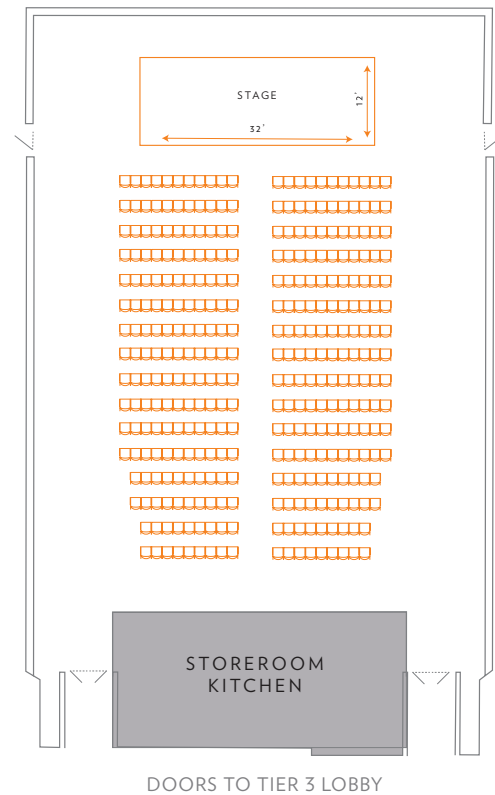 STAGE
12'
32'
STOREROOM
KITCHEN
DOORS TO TIER 3 LOBBY